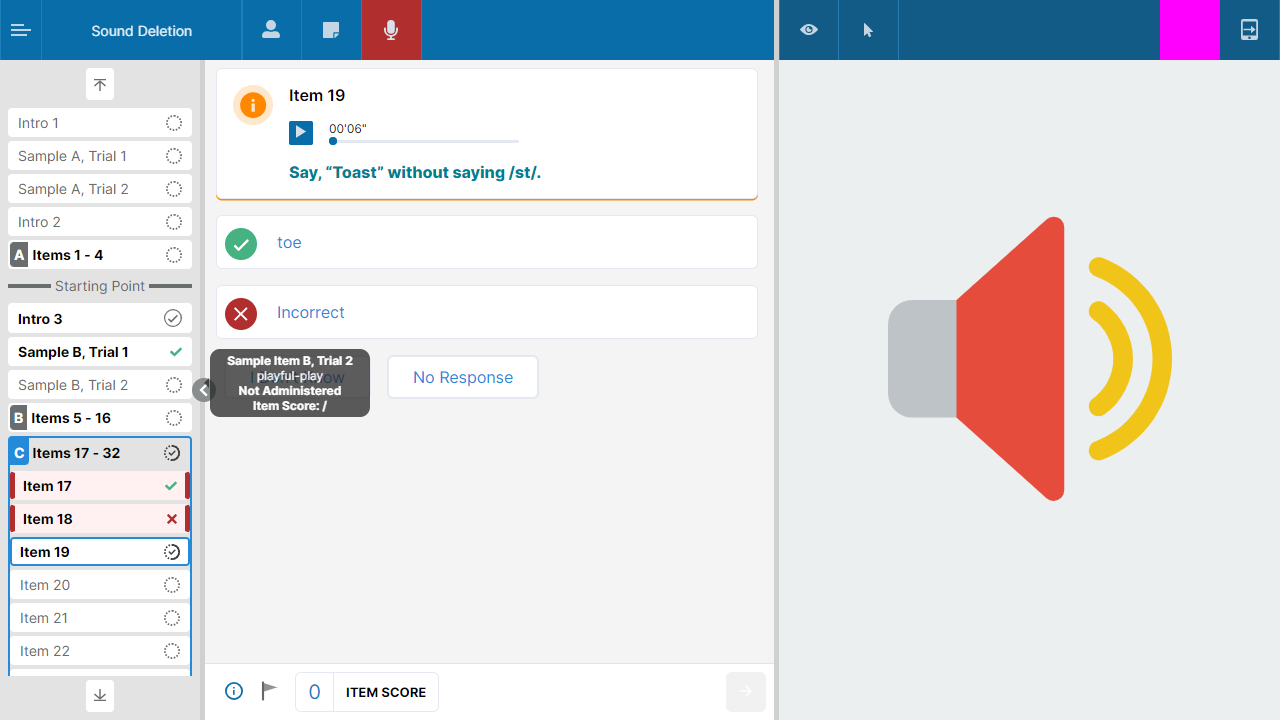 Sound Deletion
Intro 1
Sample A, Trial 1
Sample A, Trial 2
Intro 2
A Items 1 - 4
Starting Point
Intro 3
Sample B, Trial 1
Sample B, Trial 2
B Items 5 - 16
C Items 17 - 32
Item 17
Item 18
Item 19
Item 20
Item 21
Item 22
Item 19
00'06"
Say, “Toast” without saying /st/.
toe
Incorrect
Sample Item B, Trial 2
playful-play
Not Administered
Item Score: /
No Response
0 ITEM SCORE